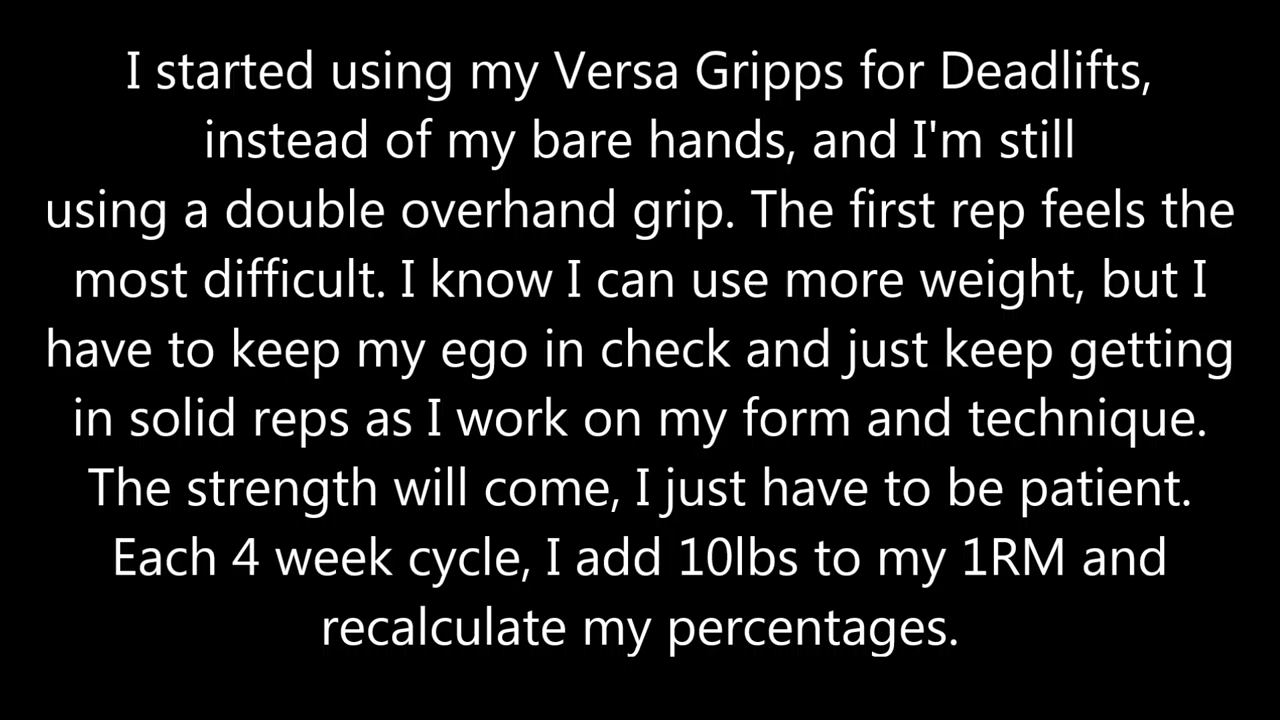 I started using my Versa Gripps for Deadlifts,
instead of my bare hands, and I'm still
using a double overhand grip. The first rep feels the
most difficult. I know I can use more weight, but I
have to keep my ego in check and just keep getting
in solid reps as I work on my form and technique.
The strength will come, I just have to be patient.
Each 4 week cycle, I add 10lbs to my 1RM and
recalculate my percentages.